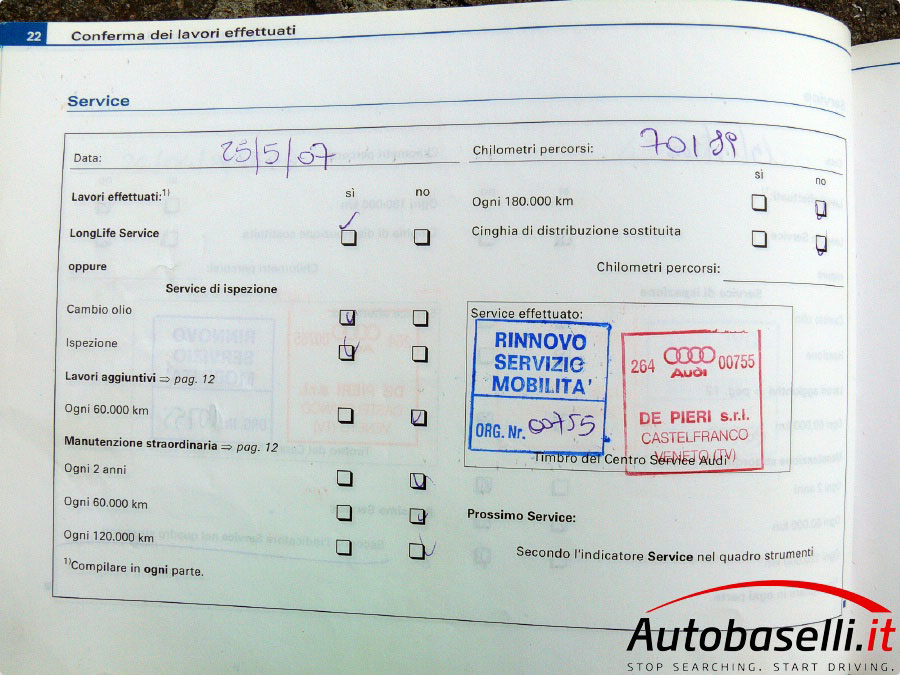 22 Conferma dei lavori effettuati
Service
Data: 25/5/07
Chilometri percorsi: 70189
Lavori effettuati:1) sì no
LongLife Service
oppure
Service di ispezione
Cambio olio
Ispezione
Lavori aggiuntivi ⇒ pag. 12
Ogni 60.000 km
Manutenzione straordinaria ⇒ pag. 12
Ogni 2 anni
Ogni 60.000 km
Ogni 120.000 km
1)Compilare in ogni parte.
sì no
Ogni 180.000 km
Cinghia di distribuzione sostituita
Chilometri percorsi:
Service effettuato:
RINNOVO
SERVIZIO
MOBILITA'
ORG. Nr. 00755
264 Audi 00755
DE PIERI s.r.l.
CASTELFRANCO
VENETO (TV)
Timbro del Centro Service Audi
Prossimo Service:
Secondo l'indicatore Service nel quadro strumenti
Autobaselli.it
STOP SEARCHING. START DRIVING.